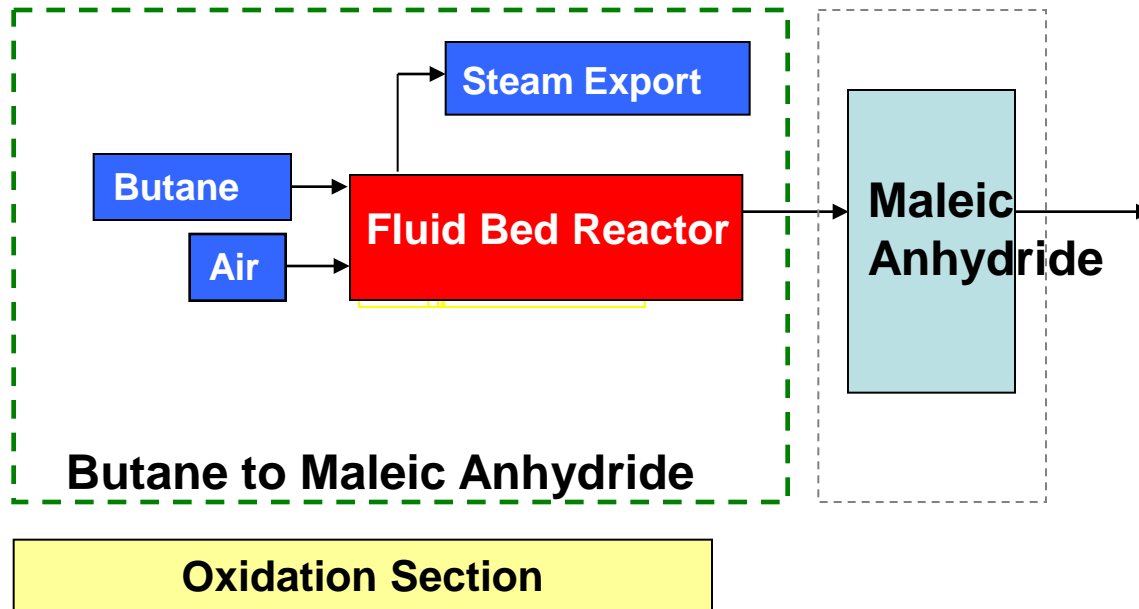 Steam Export
Butane
Fluid Bed Reactor
Air
Maleic
Anhydride
Butane to Maleic Anhydride
Oxidation Section